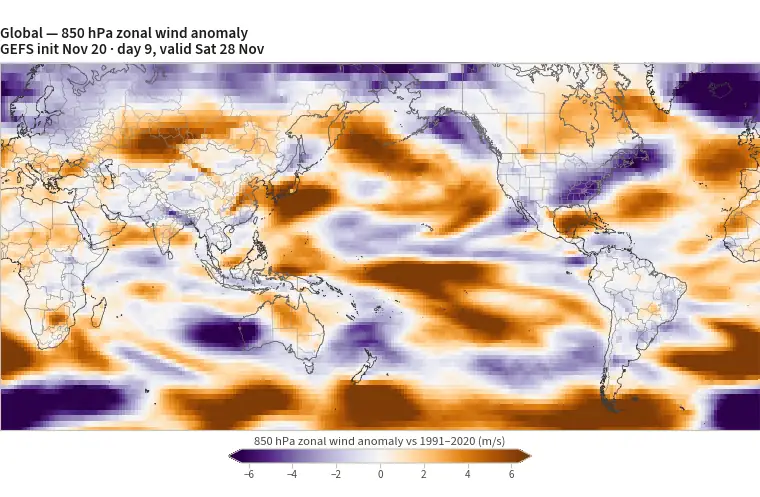 Global — 850 hPa zonal wind anomaly
GEFS init Nov 20 · day 9, valid Sat 28 Nov
850 hPa zonal wind anomaly vs 1991–2020 (m/s)
−6 −4 −2 0 2 4 6